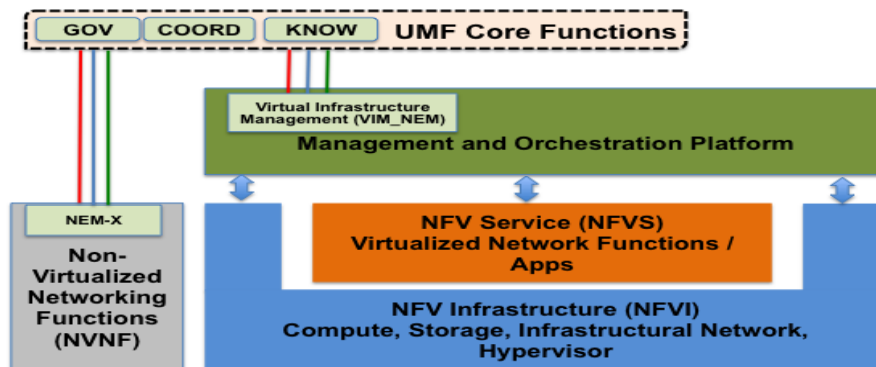 GOV COORD KNOW UMF Core Functions
Virtual Infrastructure
Management (VIM_NEM)
Management and Orchestration Platform
NEM-X
Non-
Virtualized
Networking
Functions
(NVNF)
NFV Service (NFVS)
Virtualized Network Functions /
Apps
NFV Infrastructure (NFVI)
Compute, Storage, Infrastructural Network,
Hypervisor